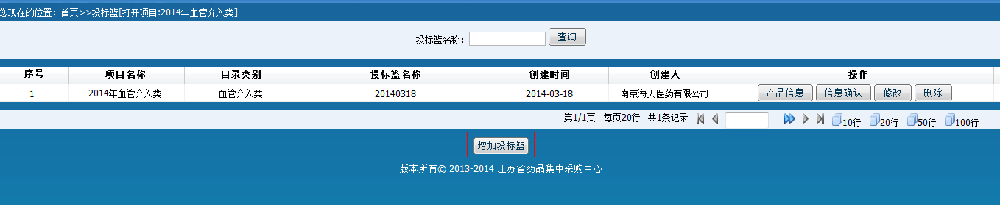 您现在的位置：首页>>投标篮[打开项目:2014年血管介入类]
投标篮名称： 查询
序号 项目名称 目录类别 投标篮名称 创建时间 创建人 操作
1 2014年血管介入类 血管介入类 20140318 2014-03-18 南京海天医药有限公司 产品信息 信息确认 修改 删除
第1/1页 每页20行 共1条记录 10行 20行 50行 100行
增加投标篮
版本所有© 2013-2014 江苏省药品集中采购中心